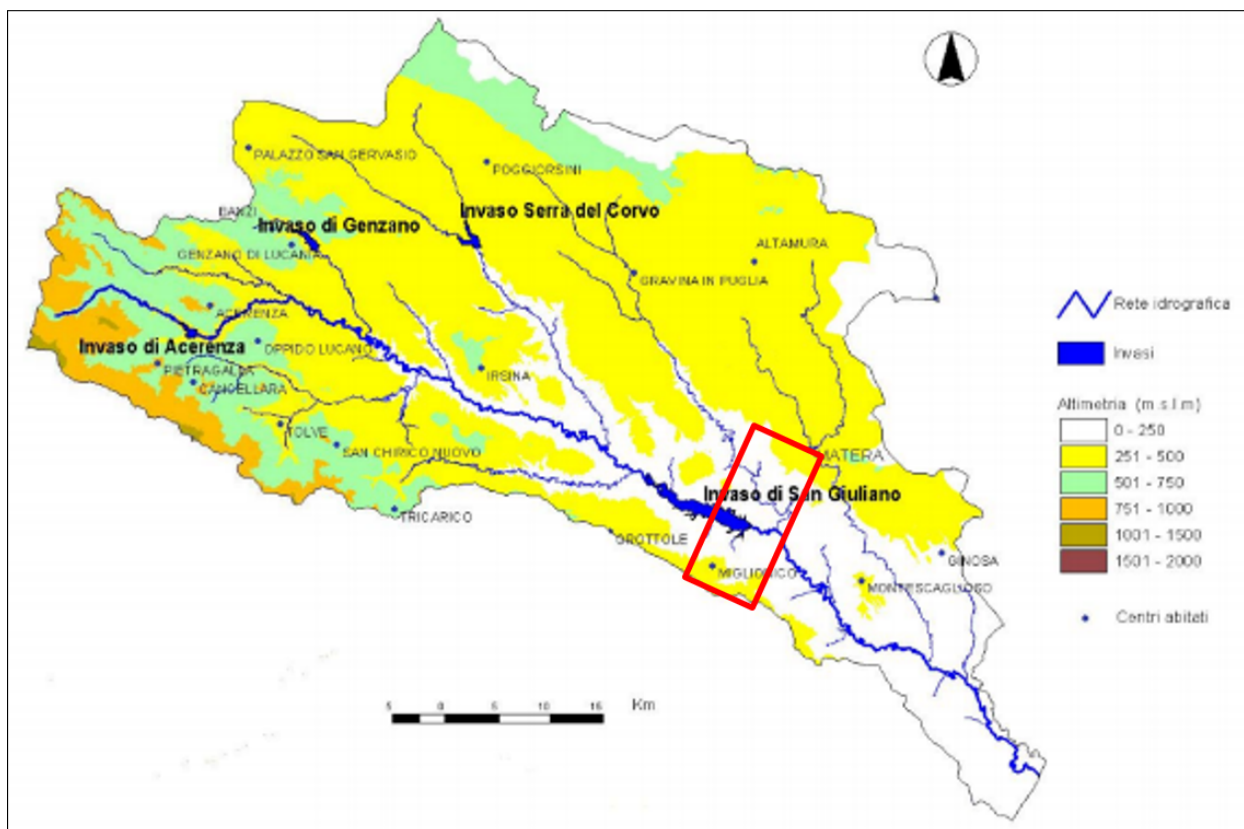 PALAZZO SAN GERVASIO
POGGIORSINI
BANZI
Invaso di Genzano
Invaso Serra del Corvo
GENZANO DI LUCANIA
ALTAMURA
GRAVINA IN PUGLIA
ACERENZA
Invaso di Acerenza
OPPIDO LUCANO
PIETRAGALLA
CANCELLARA
IRSINA
TOLVE
SAN CHIRICO NUOVO
MATERA
Invaso di San Giuliano
TRICARICO
GROTTOLE
MIGLIONICO
GINOSA
MONTESCAGLIOSO
Rete idrografica
Invasi
Altimetria (m.s.l.m)
0 - 250
251 - 500
501 - 750
751 - 1000
1001 - 1500
1501 - 2000
Centri abitati
5 0 5 10 15 Km